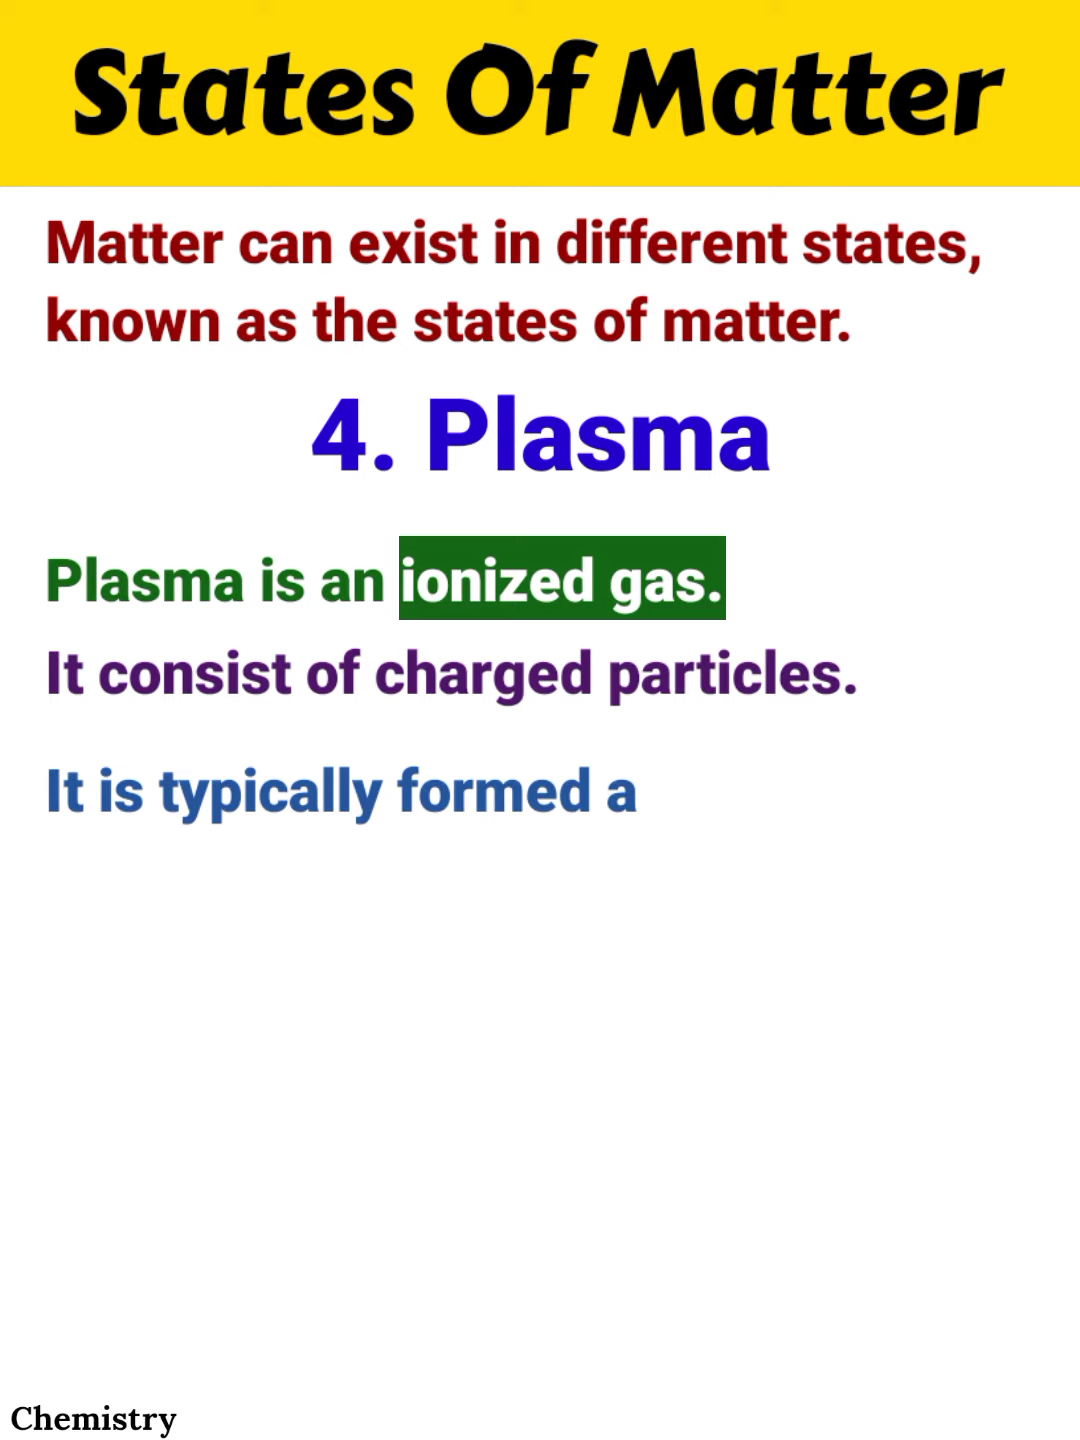 States Of Matter
Matter can exist in different states,
known as the states of matter.
4. Plasma
Plasma is an ionized gas.
It consist of charged particles.
It is typically formed a
Chemistry